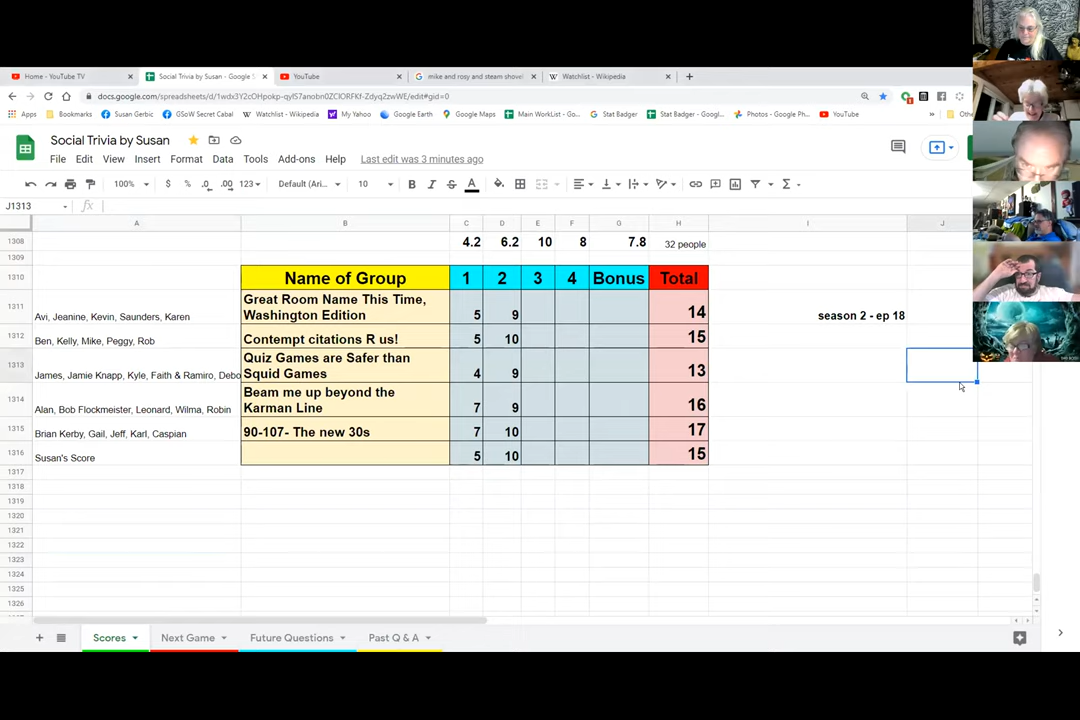 Home - YouTube TV
Social Trivia by Susan - Google S
YouTube
mike and rosy and steam shovel
Watchlist - Wikipedia
docs.google.com/spreadsheets/d/
Apps
Bookmarks
Susan Gerbic
GSoW Secret Cabal
Watchlist - Wikipedia
My Yahoo
Google Earth
Google Maps
Main WorkList - Go...
Stat Badger
Stat Badger - Googl...
Photos - Google Ph...
YouTube
Social Trivia by Susan
File Edit View Insert Format Data Tools Add-ons Help Last edit was 3 minutes ago
100% $ % .0 .00 123 Default (Ari... 10 B I S A
J1313 fx
A B C D E F G H I J
1308 4.2 6.2 10 8 7.8 32 people
1309
1310 Name of Group 1 2 3 4 Bonus Total
1311 Avi, Jeanine, Kevin, Saunders, Karen Great Room Name This Time, Washington Edition 5 9 14 season 2 - ep 18
1312 Ben, Kelly, Mike, Peggy, Rob Contempt citations R us! 5 10 15
1313 James, Jamie Knapp, Kyle, Faith & Ramiro, Debo Quiz Games are Safer than Squid Games 4 9 13
1314 Alan, Bob Flockmeister, Leonard, Wilma, Robin Beam me up beyond the Karman Line 7 9 16
1315 Brian Kerby, Gail, Jeff, Karl, Caspian 90-107- The new 30s 7 10 17
1316 Susan's Score 5 10 15
1317
1318
1319
1320
1321
1322
1323
1324
1325
1326
Scores
Next Game
Future Questions
Past Q & A